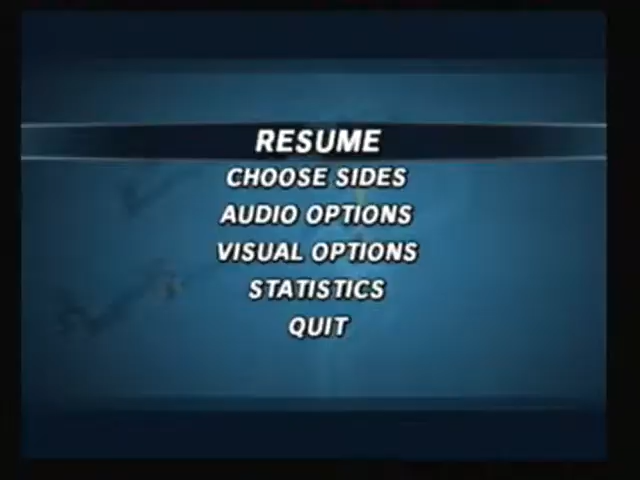 RESUME
CHOOSE SIDES
AUDIO OPTIONS
VISUAL OPTIONS
STATISTICS
QUIT